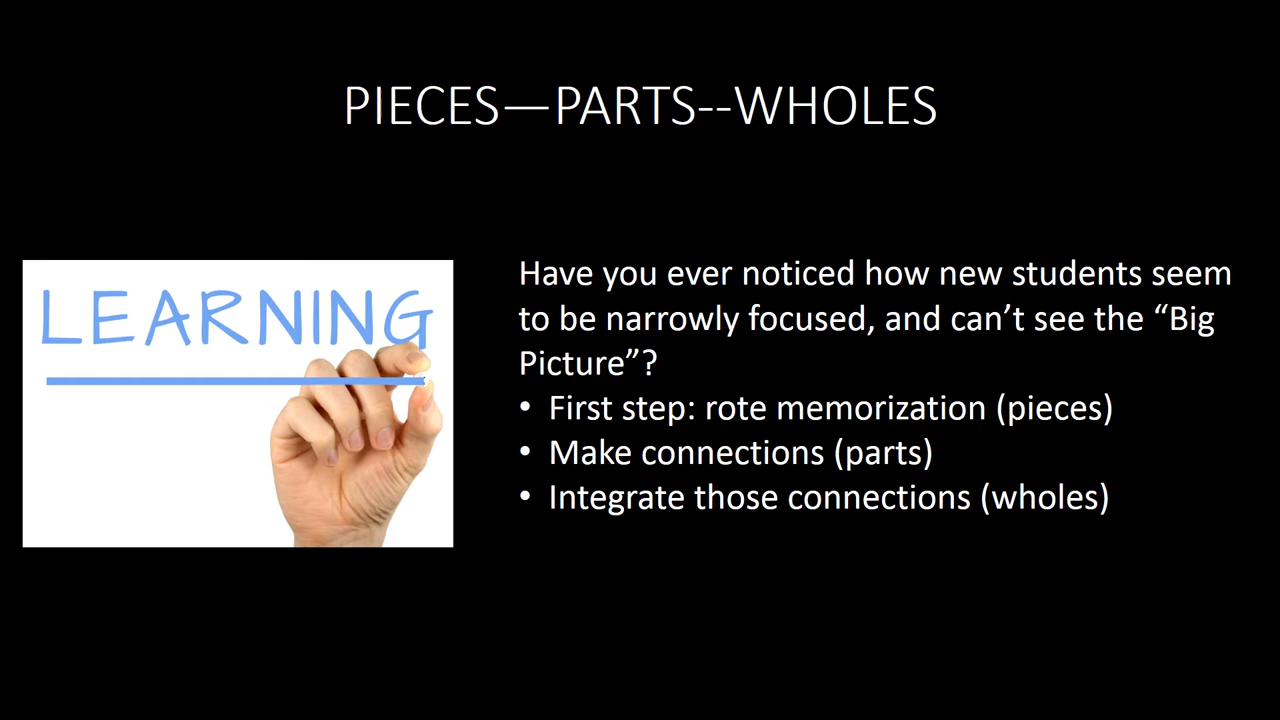 PIECES—PARTS--WHOLES
LEARNING
Have you ever noticed how new students seem
to be narrowly focused, and can’t see the “Big
Picture”?
• First step: rote memorization (pieces)
• Make connections (parts)
• Integrate those connections (wholes)